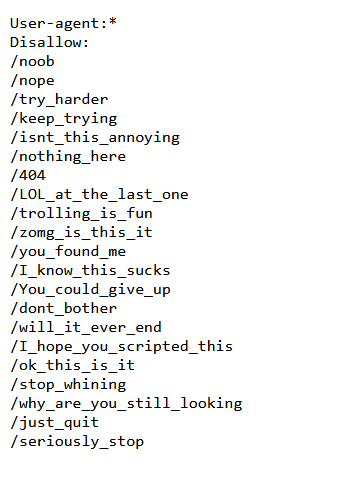 User-agent:*
Disallow:
/noob
/nope
/try_harder
/keep_trying
/isnt_this_annoying
/nothing_here
/404
/LOL_at_the_last_one
/trolling_is_fun
/zomg_is_this_it
/you_found_me
/I_know_this_sucks
/You_could_give_up
/dont_bother
/will_it_ever_end
/I_hope_you_scripted_this
/ok_this_is_it
/stop_whining
/why_are_you_still_looking
/just_quit
/seriously_stop